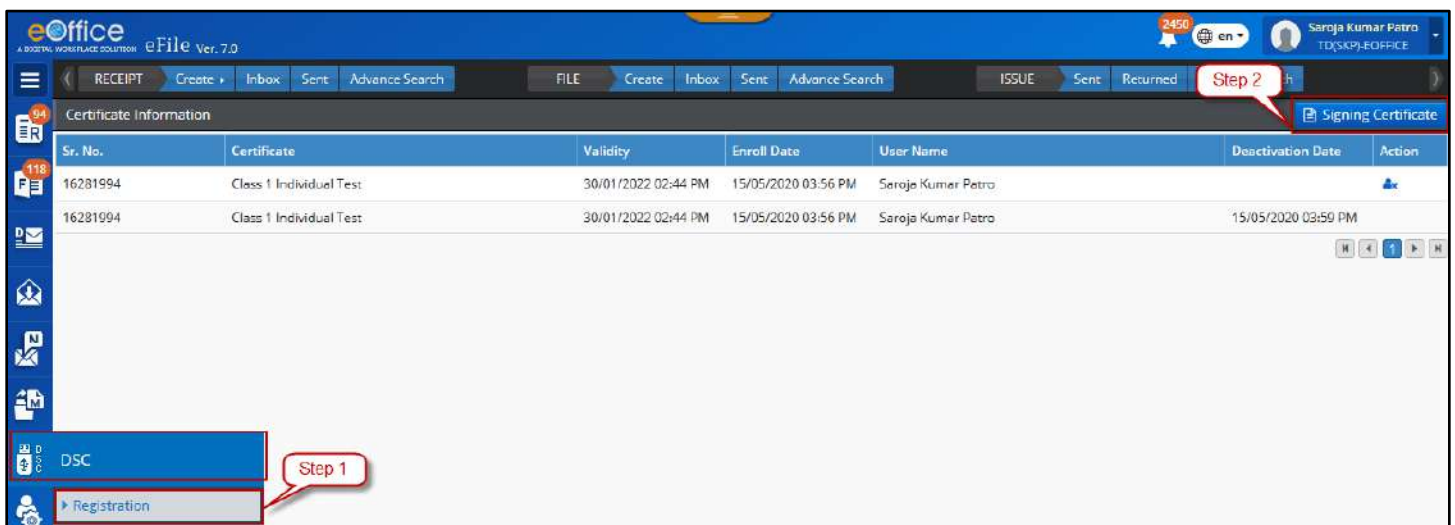 eOffice
A DIGITAL WORKPLACE SOLUTION
eFile Ver. 7.0
2450
en
Saroja Kumar Patro
TD(SKP)-EOFFICE
RECEIPT Create Inbox Sent Advance Search FILE Create Inbox Sent Advance Search ISSUE Sent Returned
Step 2
94
R
Certificate Information
Signing Certificate
Sr. No. Certificate Validity Enroll Date User Name Deactivation Date Action
118
F
16281994 Class 1 Individual Test 30/01/2022 02:44 PM 15/05/2020 03:56 PM Saroja Kumar Patro
16281994 Class 1 Individual Test 30/01/2022 02:44 PM 15/05/2020 03:56 PM Saroja Kumar Patro 15/05/2020 03:59 PM
D
1
N
M
DSC DSC
Step 1
Registration